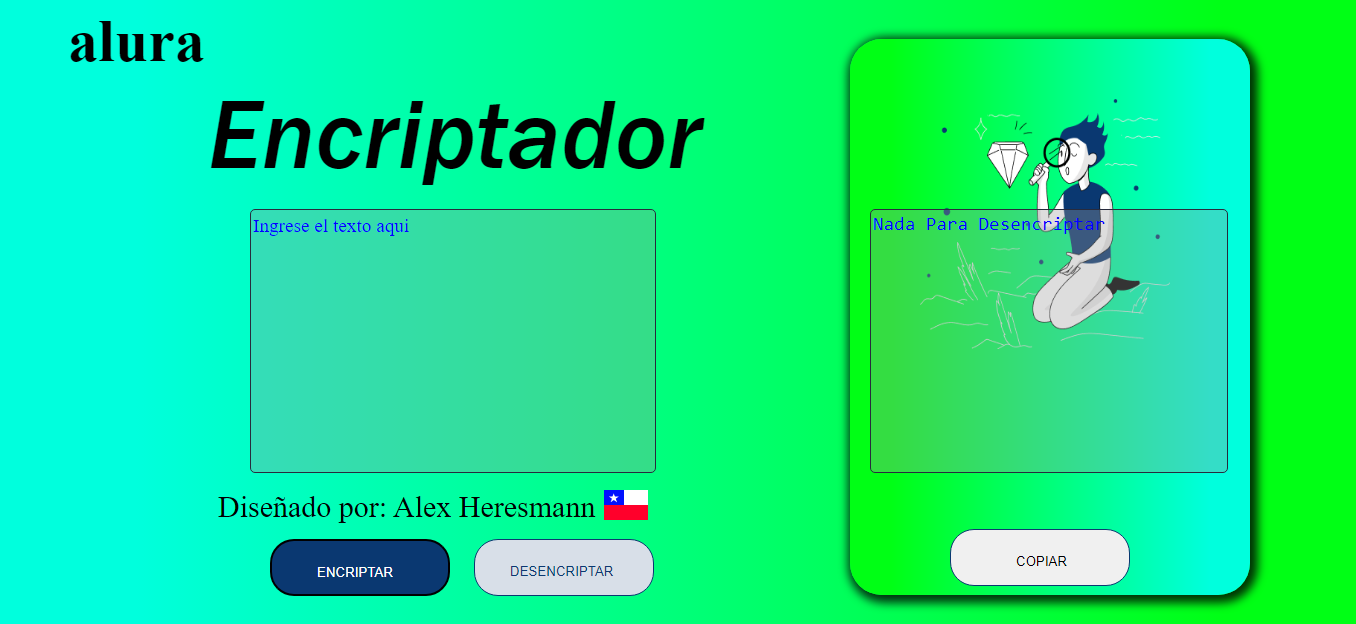 alura
Encriptador
Ingrese el texto aqui
Nada Para Desencriptar
Diseñado por: Alex Heresmann
ENCRIPTAR
DESENCRIPTAR
COPIAR